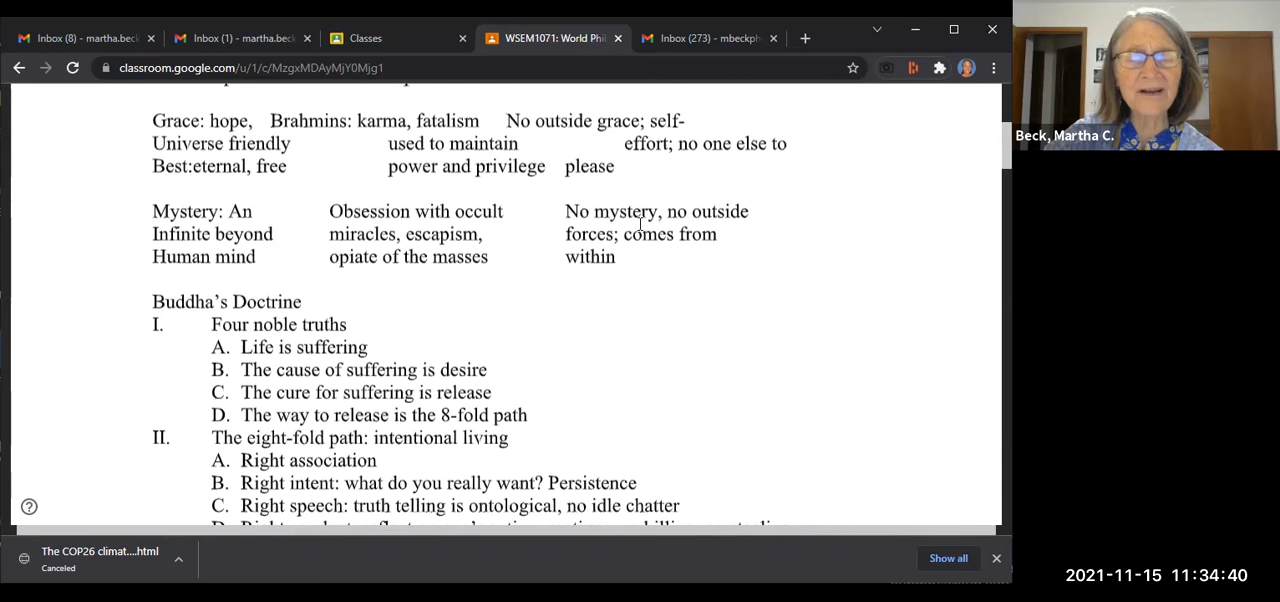 Inbox (8) - martha.bec
Inbox (1) - martha.bec
Classes
WSEM1071: World Phil
Inbox (273) - mbeckph
classroom.google.com/u/1/c/MzgxMDAyMjY0Mjg1
Grace: hope, Brahmins: karma, fatalism No outside grace; self-
Universe friendly used to maintain effort; no one else to
Best:eternal, free power and privilege please
Mystery: An Obsession with occult No mystery, no outside
Infinite beyond miracles, escapism, forces; comes from
Human mind opiate of the masses within
Buddha's Doctrine
I. Four noble truths
A. Life is suffering
B. The cause of suffering is desire
C. The cure for suffering is release
D. The way to release is the 8-fold path
II. The eight-fold path: intentional living
A. Right association
B. Right intent: what do you really want? Persistence
C. Right speech: truth telling is ontological, no idle chatter
The COP26 climat....html
Canceled
Show all
Beck, Martha C.
2021-11-15 11:34:40